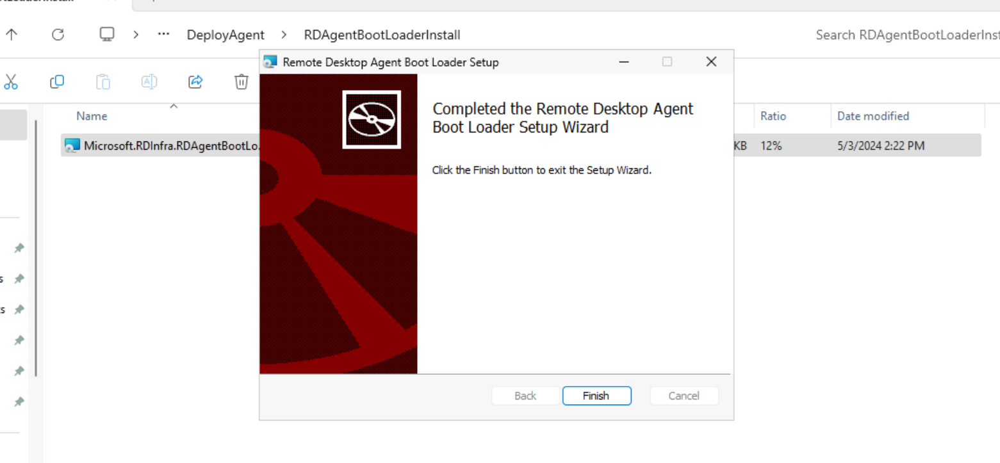 ··· DeployAgent > RDAgentBootLoaderInstall
Search RDAgentBootLoaderInst
Remote Desktop Agent Boot Loader Setup
Name
Ratio
Date modified
Microsoft.RDInfra.RDAgentBootLo.
KB 12% 5/3/2024 2:22 PM
Completed the Remote Desktop Agent
Boot Loader Setup Wizard
Click the Finish button to exit the Setup Wizard.
Back Finish Cancel